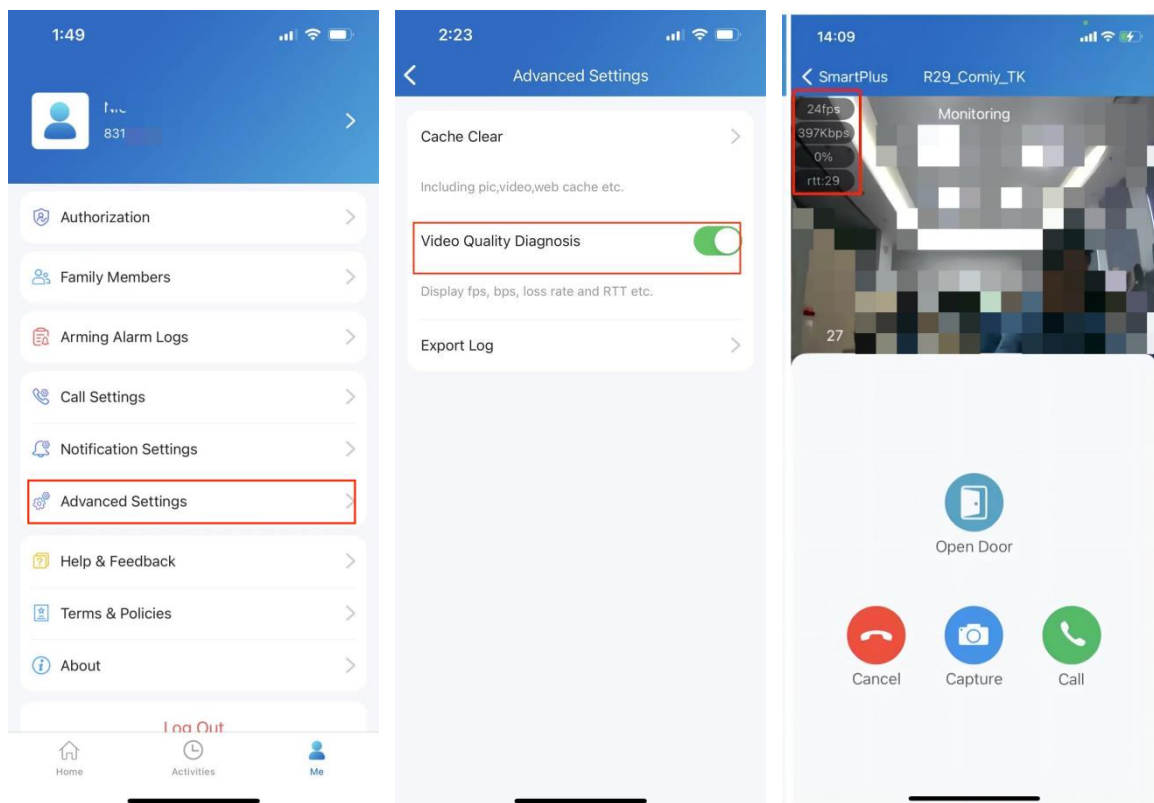 1:49
831
Authorization
Family Members
Arming Alarm Logs
Call Settings
Notification Settings
Advanced Settings
Help & Feedback
Terms & Policies
About
Log Out
Home
Activities
Me
2:23
Advanced Settings
Cache Clear
Including pic,video,web cache etc.
Video Quality Diagnosis
Display fps, bps, loss rate and RTT etc.
Export Log
14:09
SmartPlus R29_Comiy_TK
24fps
Monitoring
397Kbps
0%
rtt:29
27
Open Door
Cancel
Capture
Call